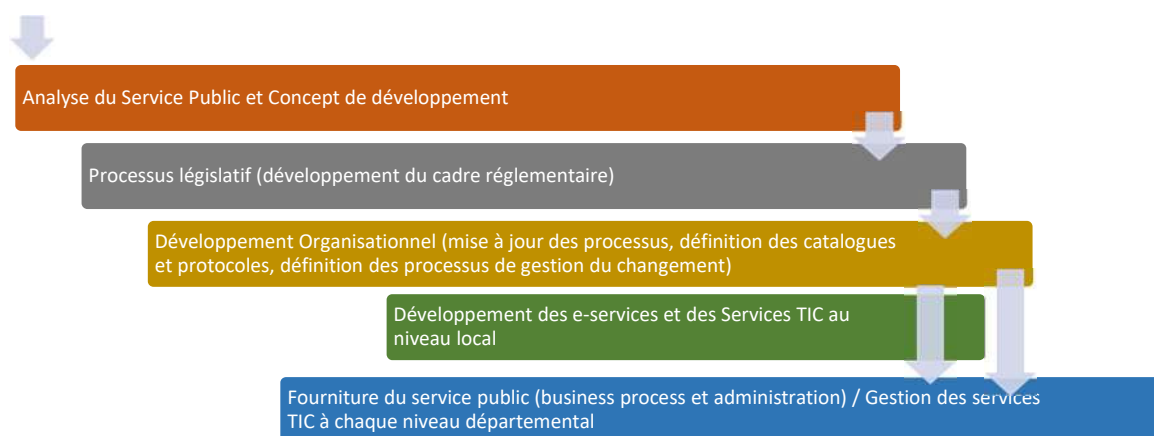 Analyse du Service Public et Concept de développement
Processus législatif (développement du cadre réglementaire)
Développement Organisationnel (mise à jour des processus, définition des catalogues
et protocoles, définition des processus de gestion du changement)
Développement des e-services et des Services TIC au
niveau local
Fourniture du service public (business process et administration) / Gestion des services
TIC à chaque niveau départemental